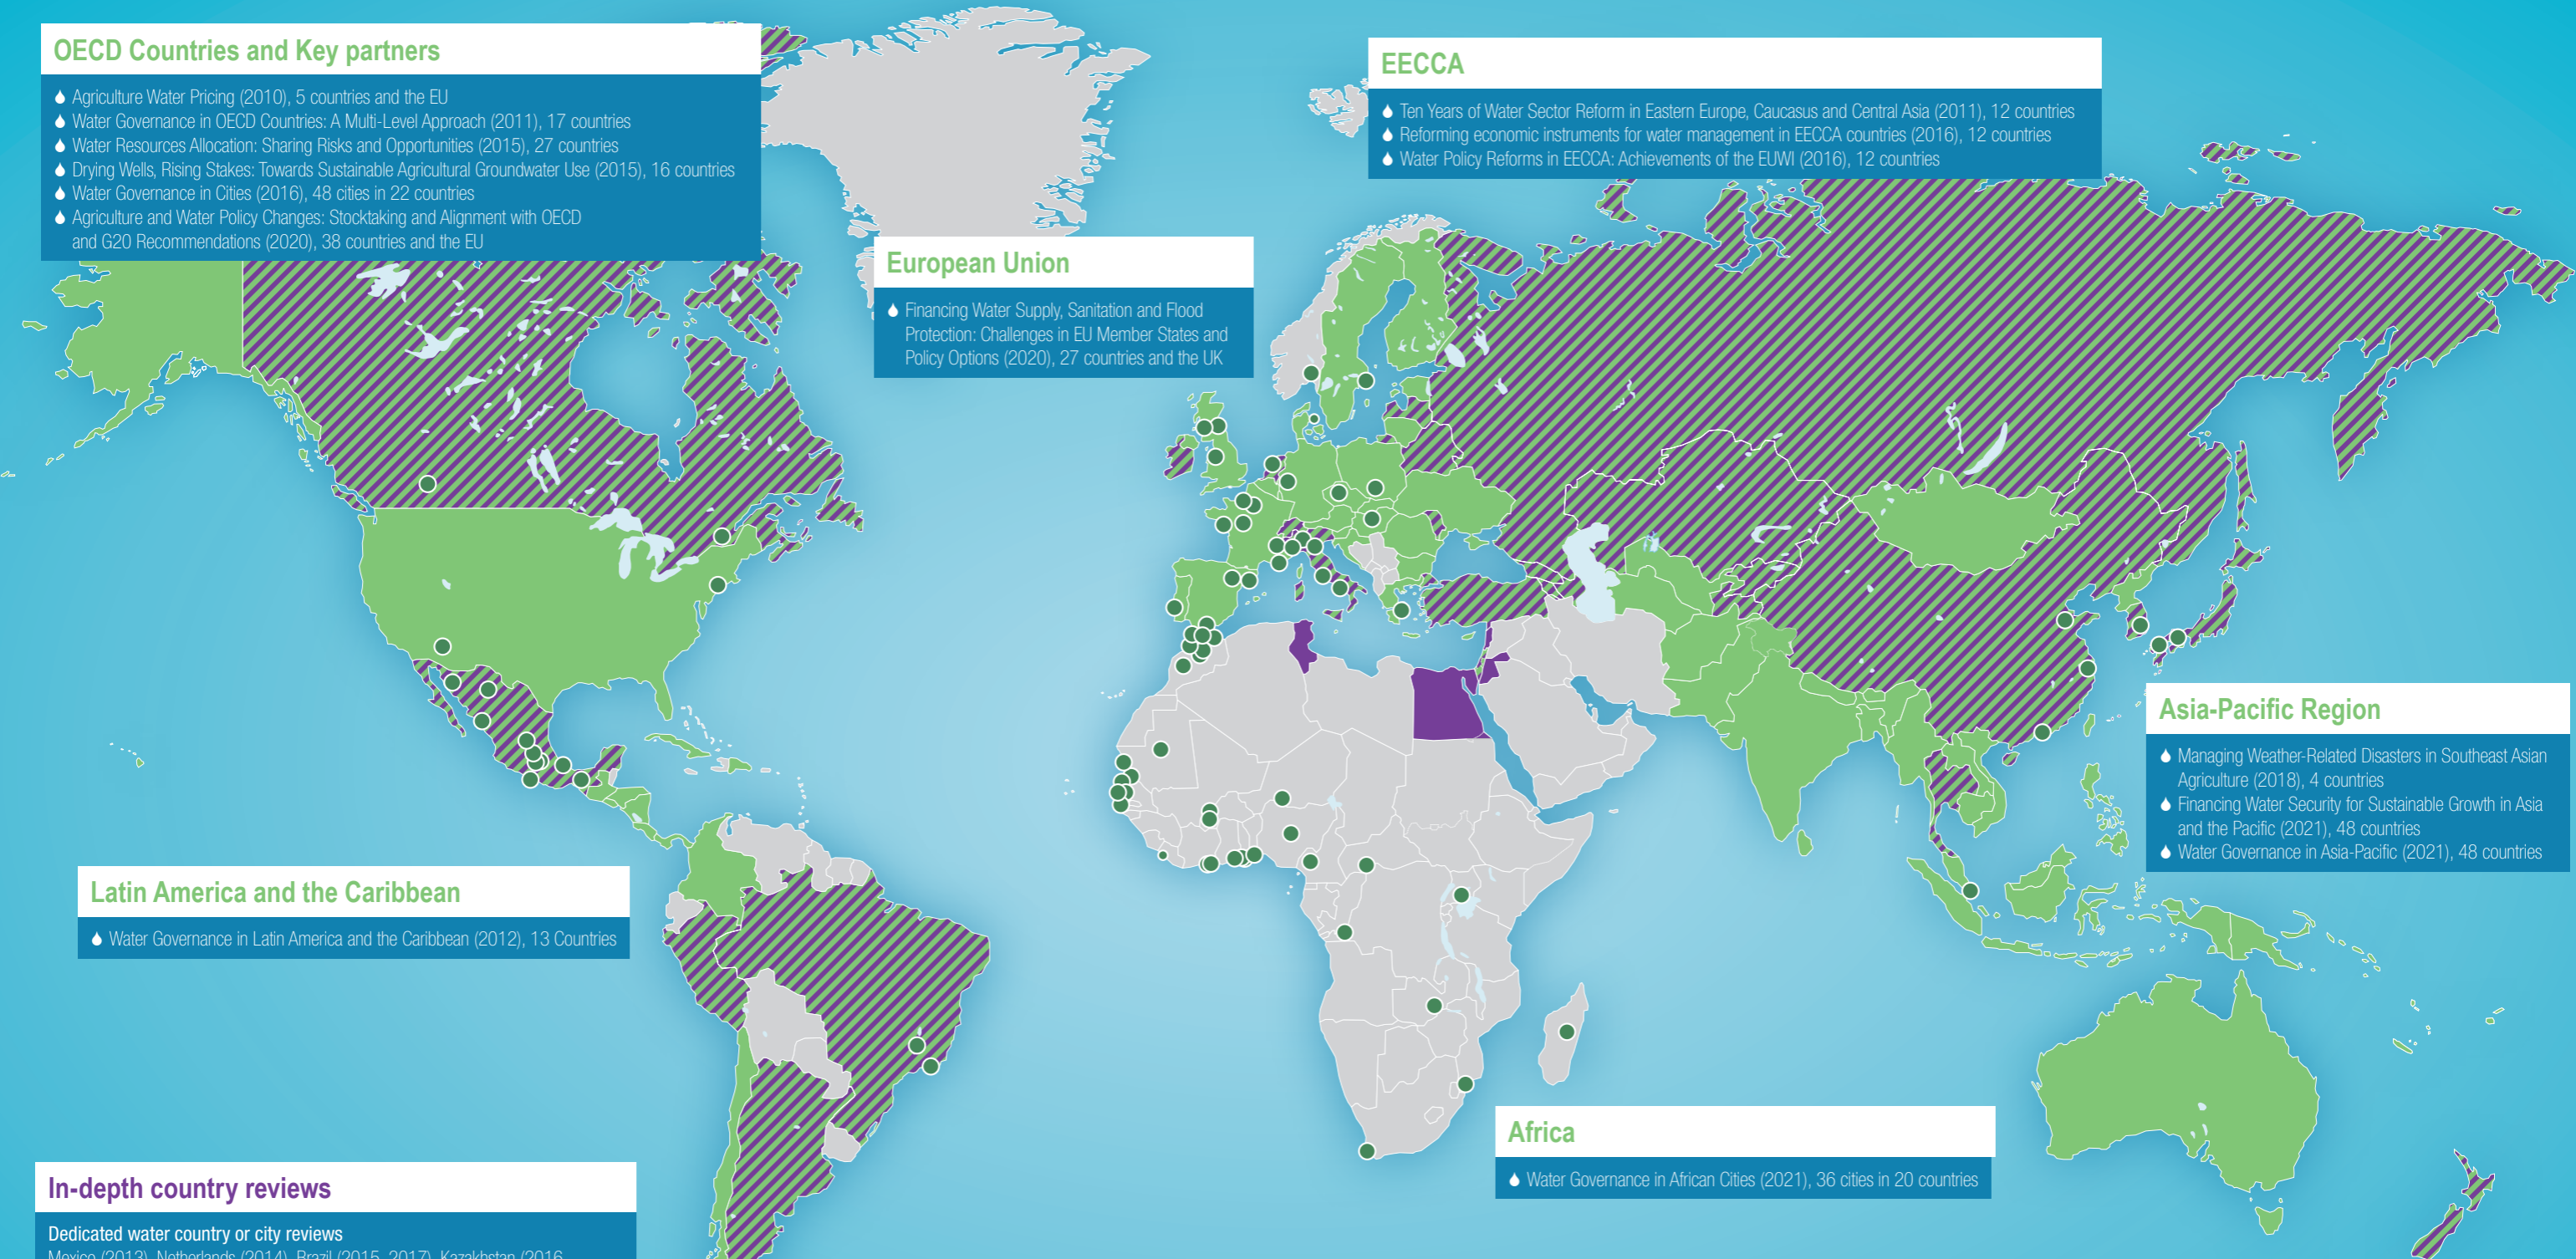 OECD Countries and Key partners
Agriculture Water Pricing (2010), 5 countries and the EU
Water Governance in OECD Countries: A Multi-Level Approach (2011), 17 countries
Water Resources Allocation: Sharing Risks and Opportunities (2015), 27 countries
Drying Wells, Rising Stakes: Towards Sustainable Agricultural Groundwater Use (2015), 16 countries
Water Governance in Cities (2016), 48 cities in 22 countries
Agriculture and Water Policy Changes: Stocktaking and Alignment with OECD
and G20 Recommendations (2020), 38 countries and the EU
EECCA
Ten Years of Water Sector Reform in Eastern Europe, Caucasus and Central Asia (2011), 12 countries
Reforming economic instruments for water management in EECCA countries (2016), 12 countries
Water Policy Reforms in EECCA: Achievements of the EUWI (2016), 12 countries
European Union
Financing Water Supply, Sanitation and Flood
Protection: Challenges in EU Member States and
Policy Options (2020), 27 countries and the UK
Asia-Pacific Region
Managing Weather-Related Disasters in Southeast Asian
Agriculture (2018), 4 countries
Financing Water Security for Sustainable Growth in Asia
and the Pacific (2021), 48 countries
Water Governance in Asia-Pacific (2021), 48 countries
Latin America and the Caribbean
Water Governance in Latin America and the Caribbean (2012), 13 Countries
Africa
Water Governance in African Cities (2021), 36 cities in 20 countries
In-depth country reviews
Dedicated water country or city reviews
Mexico (2013), Netherlands (2014), Brazil (2015, 2017), Kazakhstan (2016,